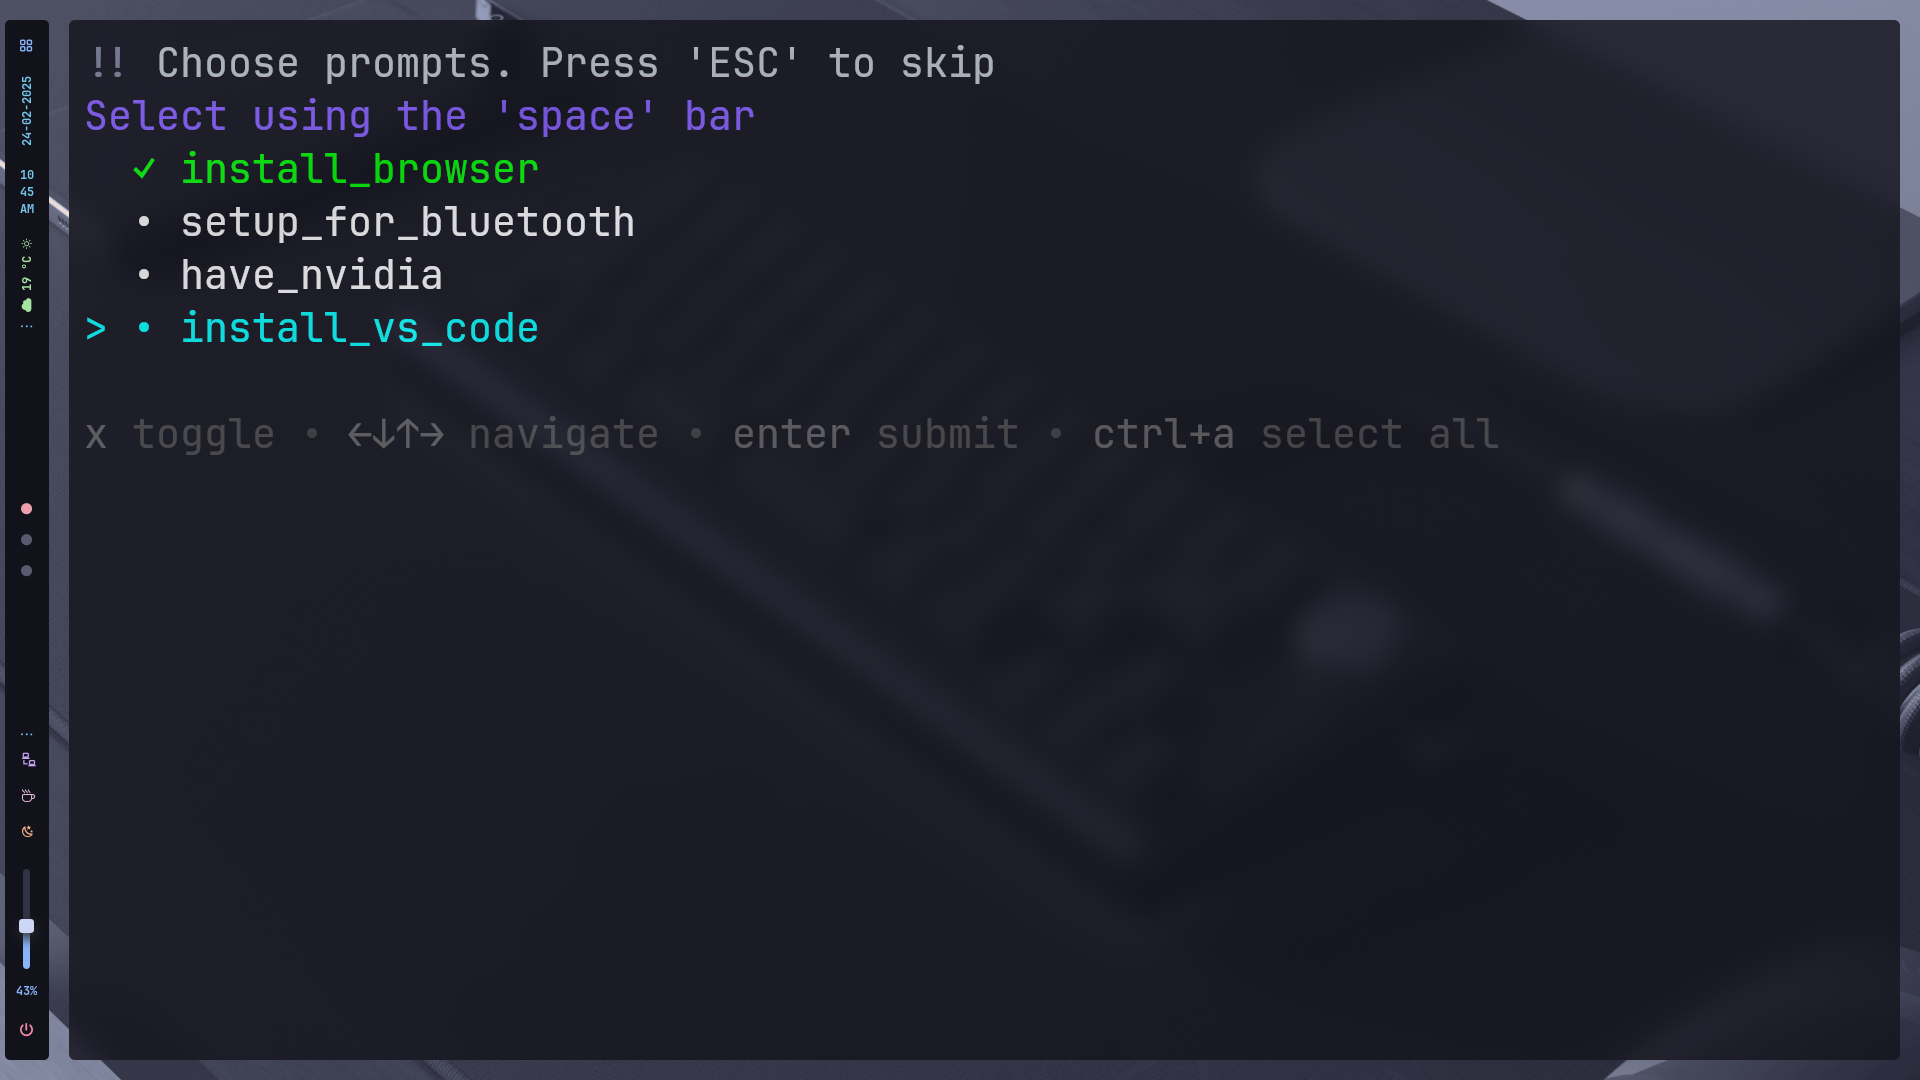 24-02-2025
10
45
AM
19 °C
43%
!! Choose prompts. Press 'ESC' to skip
Select using the 'space' bar
✓ install_browser
• setup_for_bluetooth
• have_nvidia
> • install_vs_code
x toggle • ←↓↑→ navigate • enter submit • ctrl+a select all